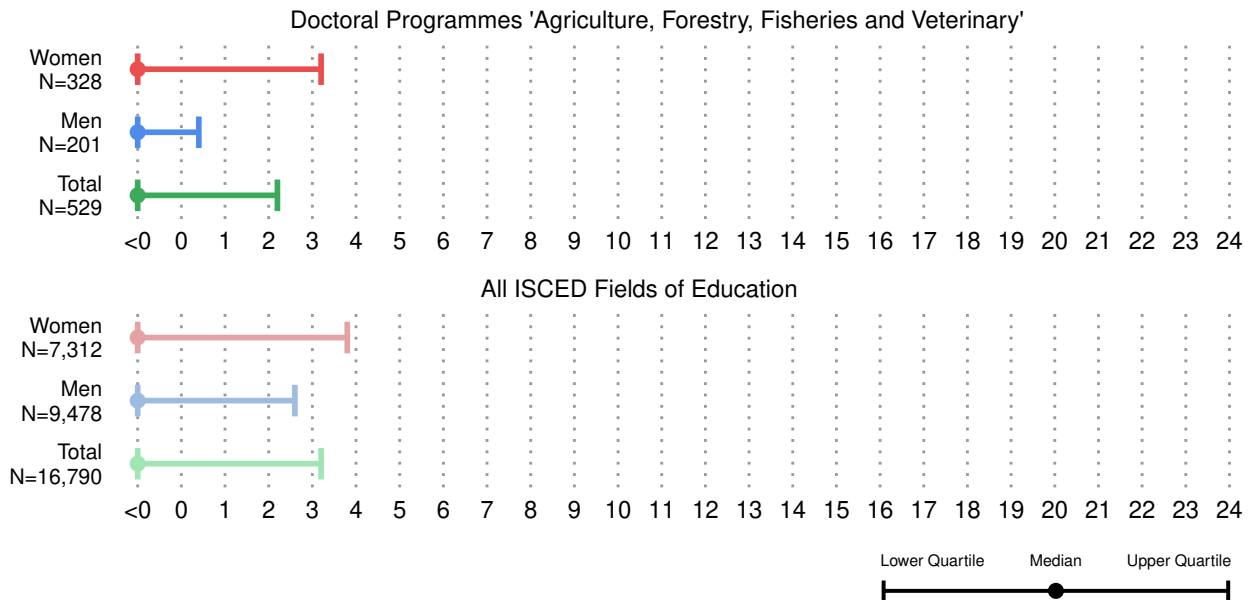 Doctoral Programmes 'Agriculture, Forestry, Fisheries and Veterinary'
Women
N=328
Men
N=201
Total
N=529
<0 0 1 2 3 4 5 6 7 8 9 10 11 12 13 14 15 16 17 18 19 20 21 22 23 24
All ISCED Fields of Education
Women
N=7,312
Men
N=9,478
Total
N=16,790
<0 0 1 2 3 4 5 6 7 8 9 10 11 12 13 14 15 16 17 18 19 20 21 22 23 24
Lower Quartile Median Upper Quartile